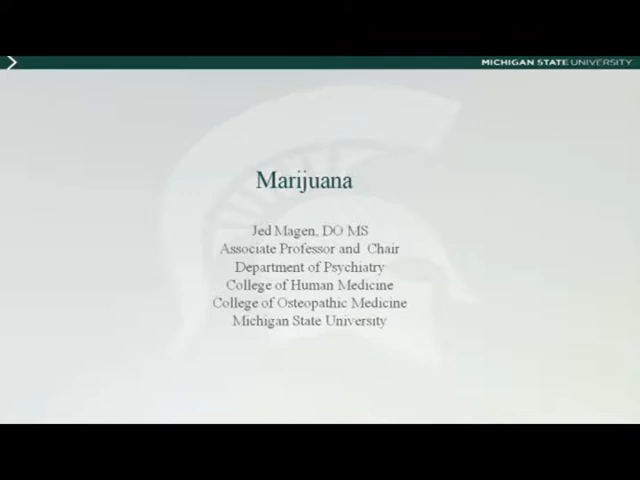 MICHIGAN STATE UNIVERSITY
Marijuana
Jed Magen, DO MS
Associate Professor and Chair
Department of Psychiatry
College of Human Medicine
College of Osteopathic Medicine
Michigan State University